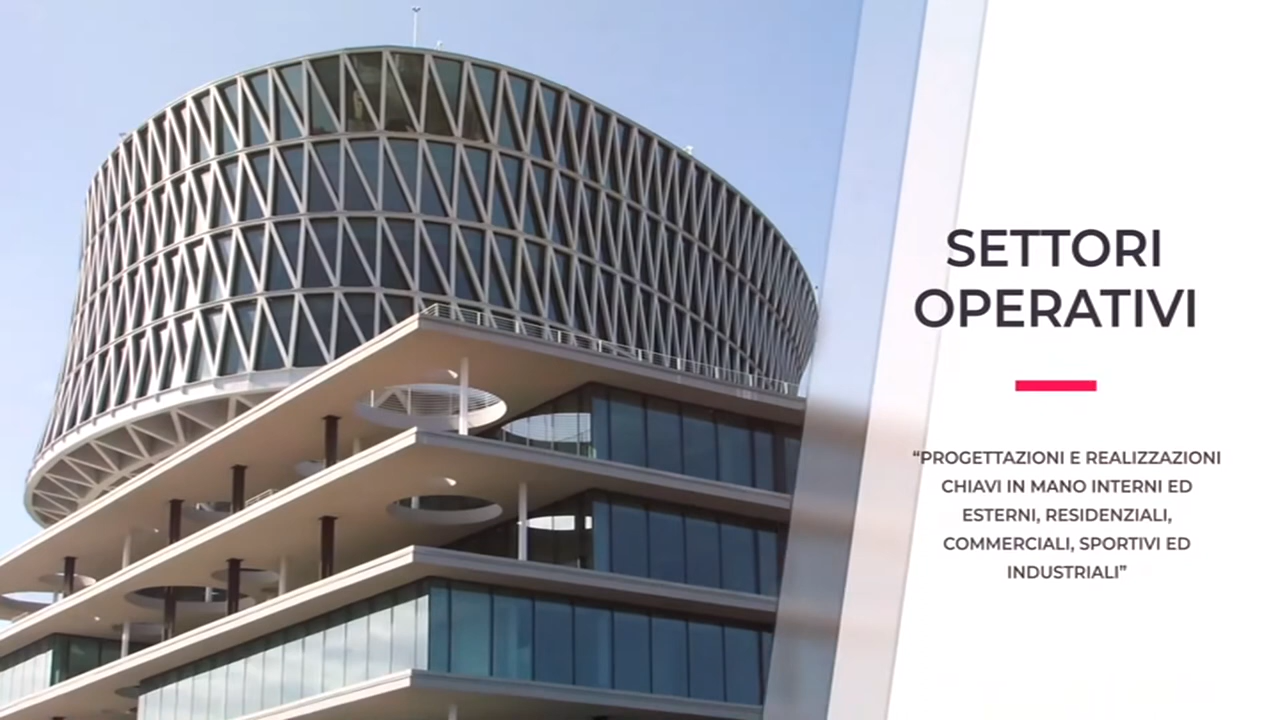 SETTORI
OPERATIVI
“PROGETTAZIONI E REALIZZAZIONI
CHIAVI IN MANO INTERNI ED
ESTERNI, RESIDENZIALI,
COMMERCIALI, SPORTIVI ED
INDUSTRIALI”